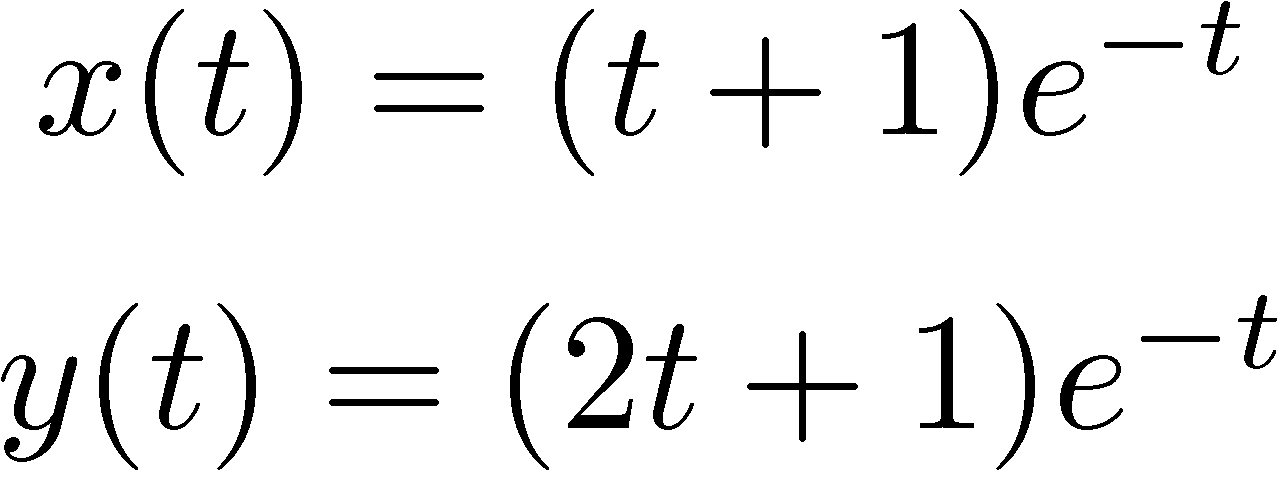 x(t) = (t + 1)e^{-t}
y(t) = (2t + 1)e^{-t}